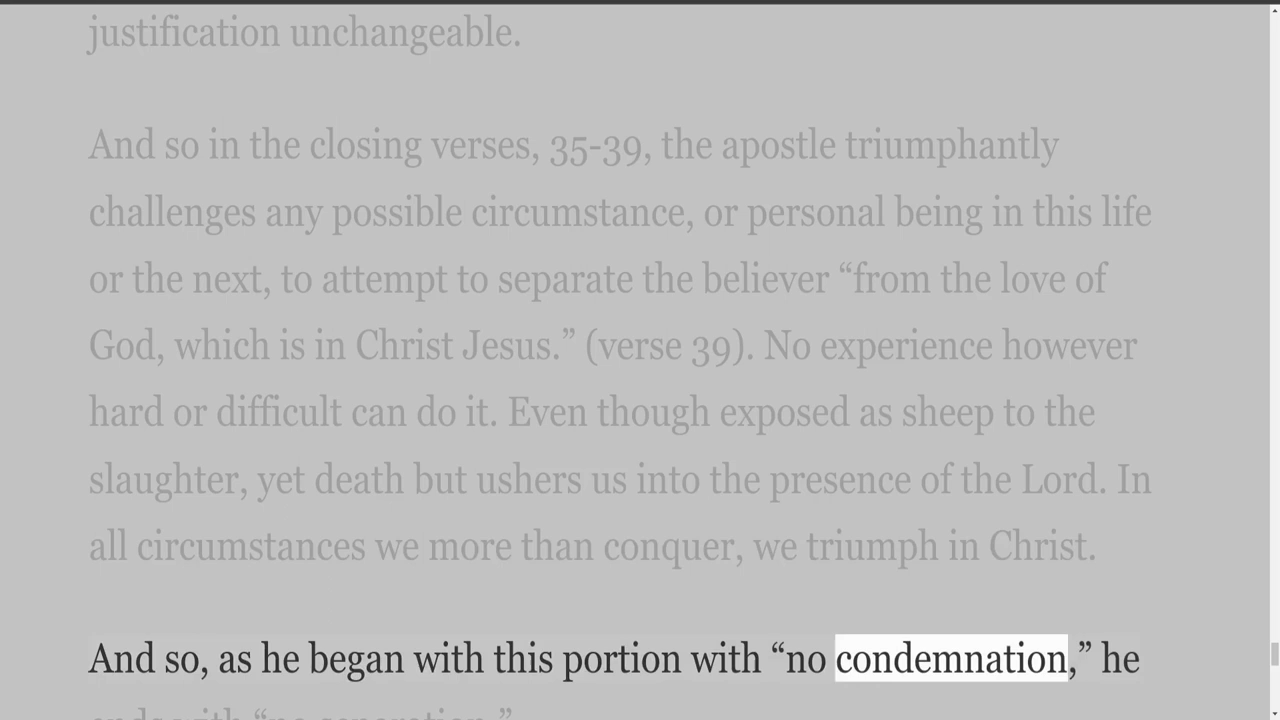 justification unchangeable.
And so in the closing verses, 35-39, the apostle triumphantly
challenges any possible circumstance, or personal being in this life
or the next, to attempt to separate the believer “from the love of
God, which is in Christ Jesus.” (verse 39). No experience however
hard or difficult can do it. Even though exposed as sheep to the
slaughter, yet death but ushers us into the presence of the Lord. In
all circumstances we more than conquer, we triumph in Christ.
And so, as he began with this portion with “no condemnation,” he
ends with “no separation.”